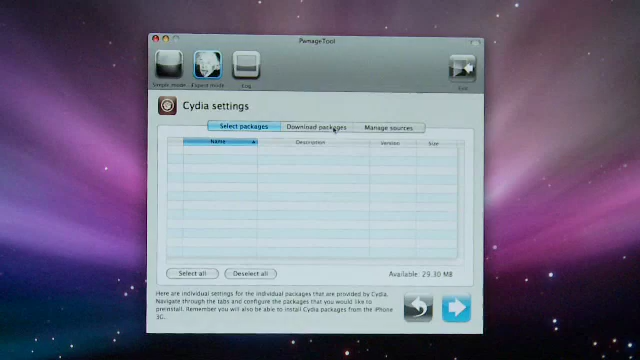 PwnageTool
Simple mode
Expert mode
Log
Exit
Cydia settings
Select packages
Download packages
Manage sources
Name
Description
Version
Size
Select all
Deselect all
Available: 29.30 MB
Here are individual settings for the individual packages that are provided by Cydia.
Navigate through the tabs and configure the packages that you would like to
preinstall. Remember you will also be able to install Cydia packages from the iPhone
3G.